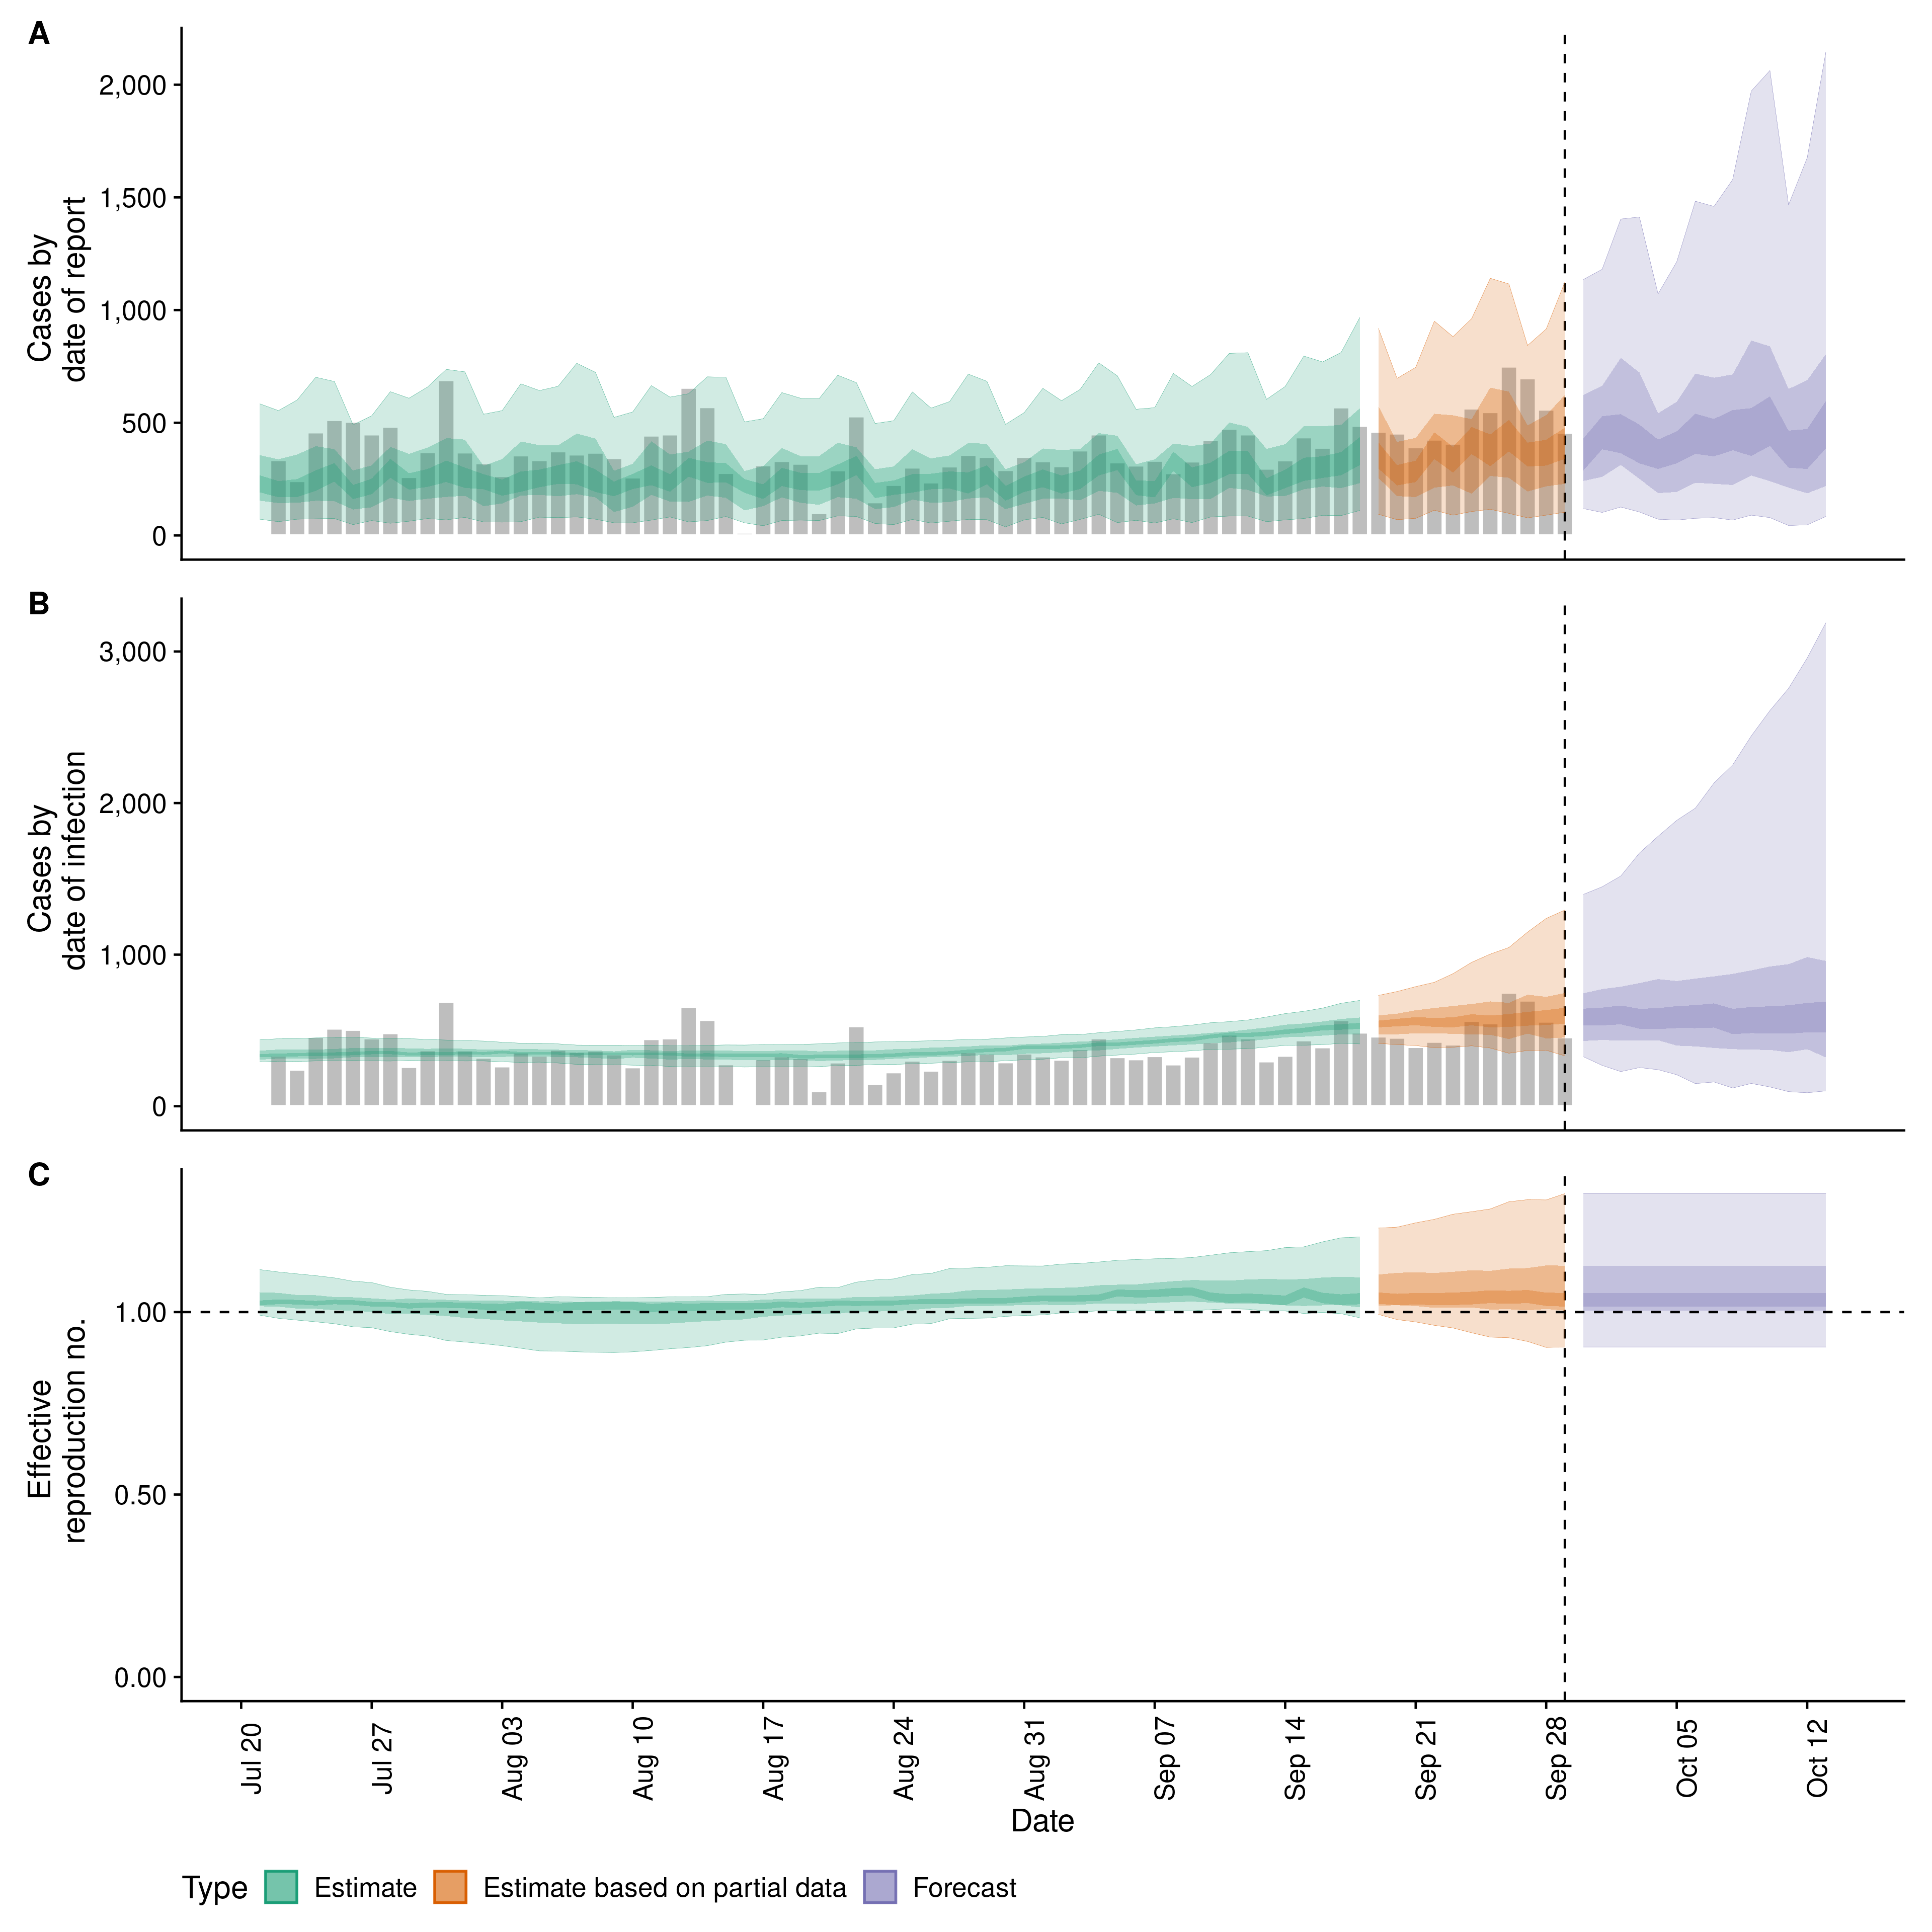 A
Cases by
date of report
2,000
1,500
1,000
500
0
B
Cases by
date of infection
3,000
2,000
1,000
0
C
Effective
reproduction no.
1.00
0.50
0.00
Jul 20
Jul 27
Aug 03
Aug 10
Aug 17
Aug 24
Aug 31
Sep 07
Sep 14
Sep 21
Sep 28
Oct 05
Oct 12
Date
Type Estimate Estimate based on partial data Forecast